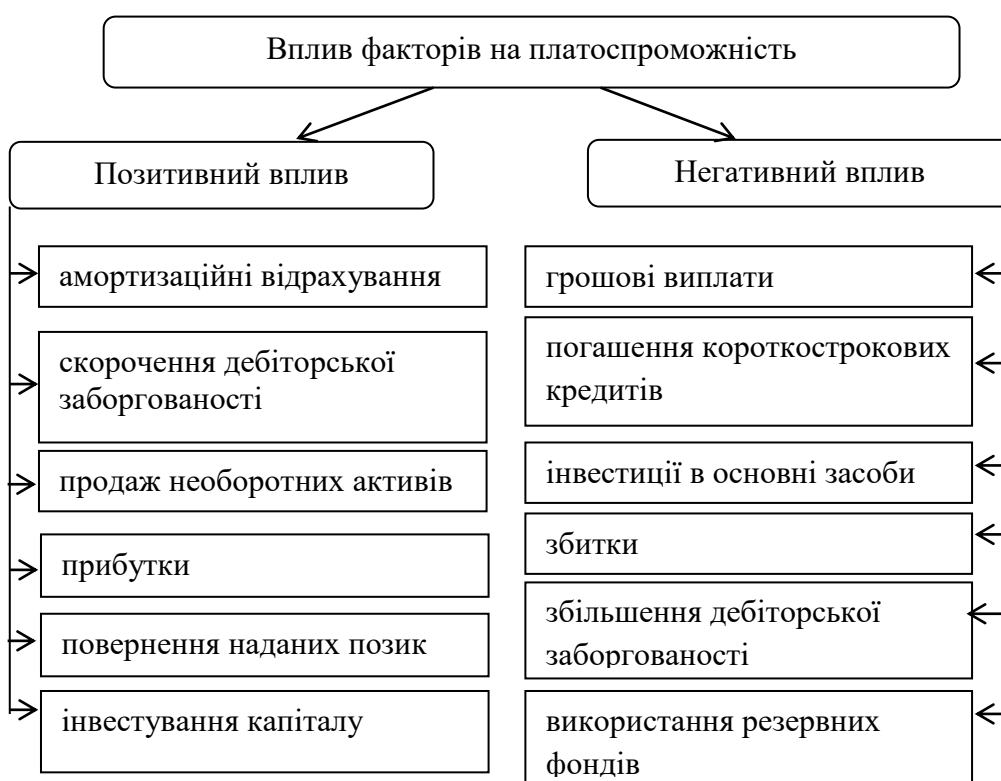 Вплив факторів на платоспроможність
Позитивний вплив
Негативний вплив
амортизаційні відрахування
скорочення дебіторської
заборгованості
продаж необоротних активів
прибутки
повернення наданих позик
інвестування капіталу
грошові виплати
погашення короткострокових
кредитів
інвестиції в основні засоби
збитки
збільшення дебіторської
заборгованості
використання резервних
фондів